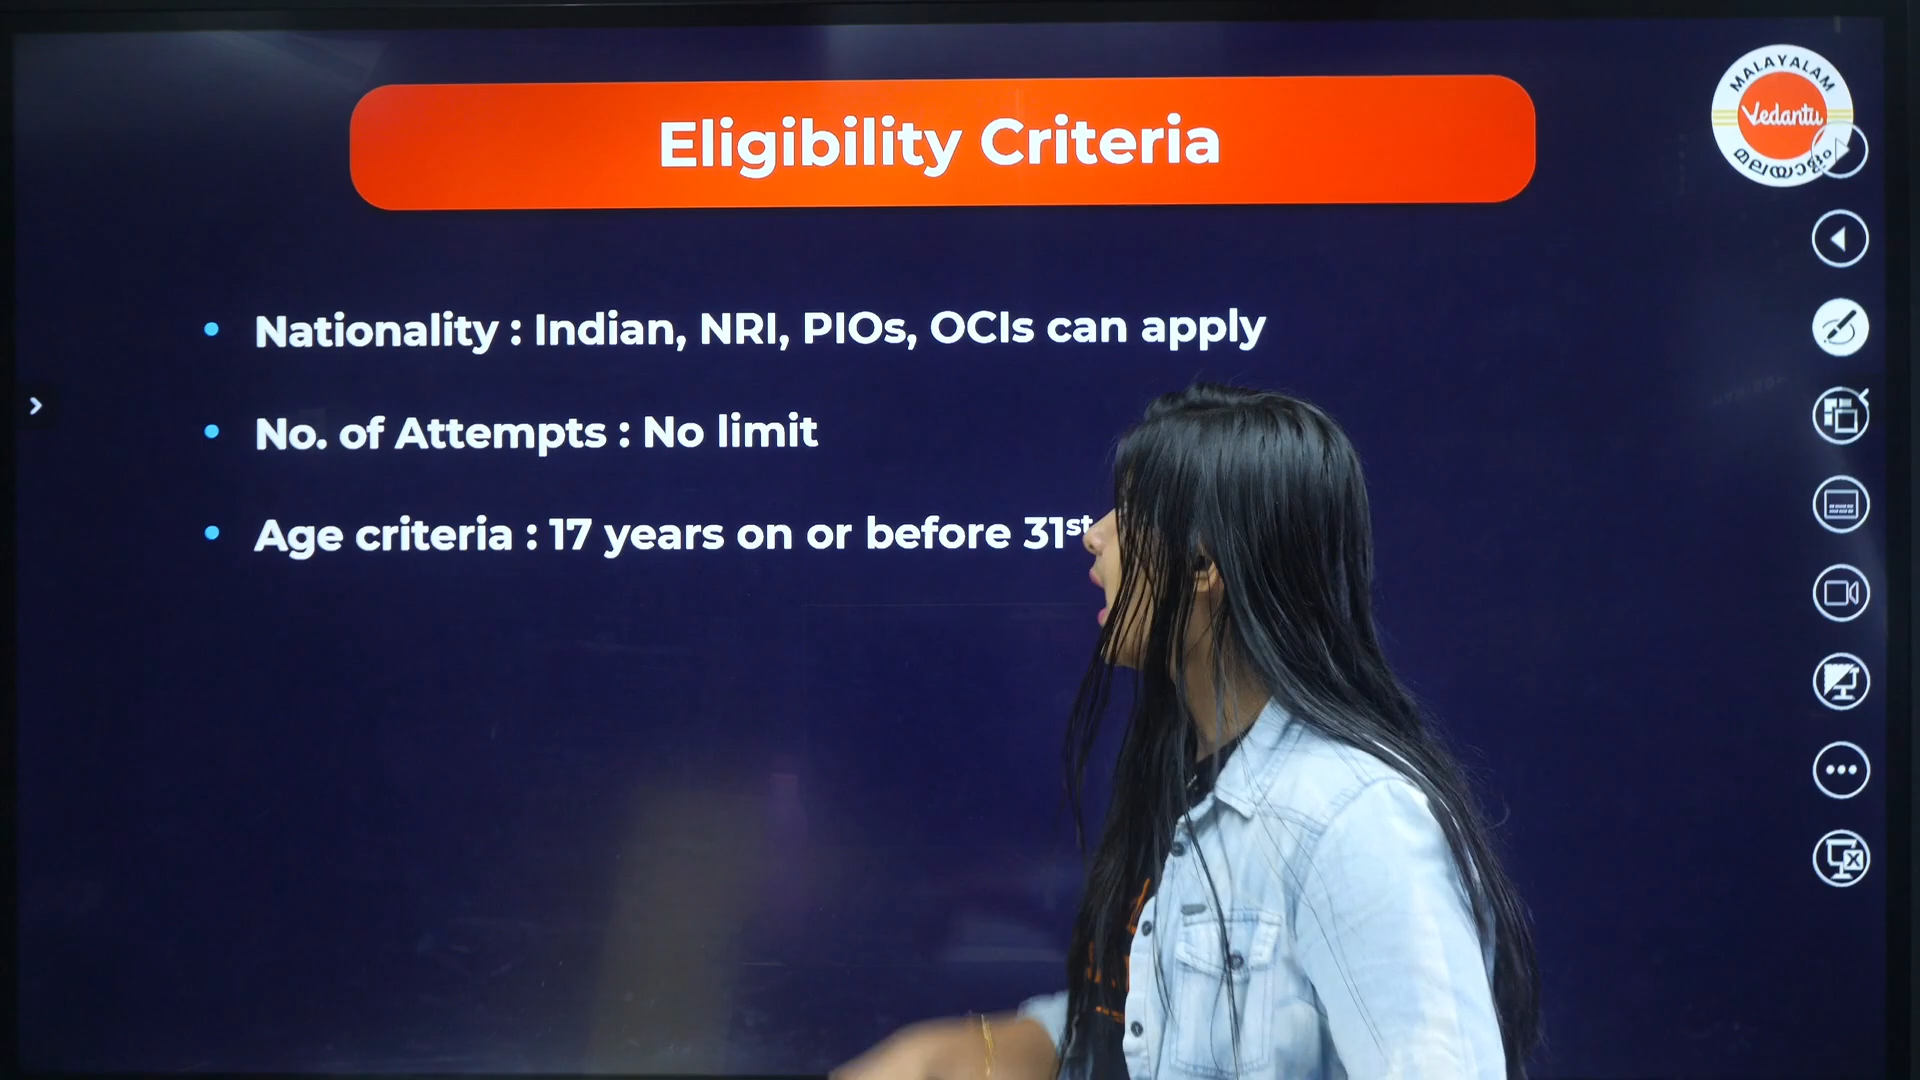 Eligibility Criteria
MALAYALAM
Vedantu
മലയാളം
• Nationality : Indian, NRI, PIOs, OCIs can apply
• No. of Attempts : No limit
• Age criteria : 17 years on or before 31st